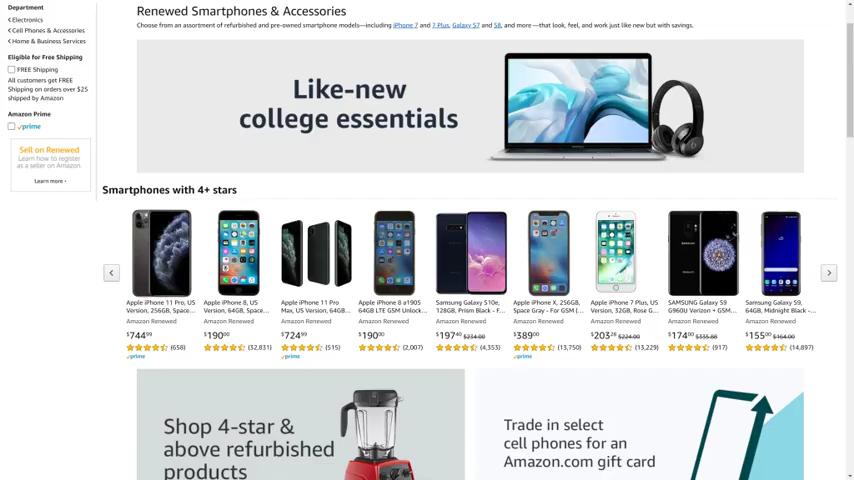 Department
Electronics
Cell Phones & Accessories
Home & Business Services
Eligible for Free Shipping
FREE Shipping
All customers get FREE
Shipping on orders over $25
shipped by Amazon
Amazon Prime
prime
Sell on Renewed
Learn how to register
as a seller on Amazon.
Learn more
Renewed Smartphones & Accessories
Choose from an assortment of refurbished and pre-owned smartphone models—including iPhone 7 and 7 Plus, Galaxy S7 and S8, and more—that look, feel, and work just like new but with savings.
Like-new
college essentials
Smartphones with 4+ stars
Apple iPhone 11 Pro, US
Version, 256GB, Space...
Amazon Renewed
$744.99
(658)
prime
Apple iPhone 8, US
Version, 64GB, Space...
Amazon Renewed
$190.00
(32,831)
Apple iPhone 11 Pro
Max, US Version, 64GB...
Amazon Renewed
$724.99
(515)
prime
Apple iPhone 8 a1905
64GB LTE GSM Unlock...
Amazon Renewed
$190.00
(2,007)
Samsung Galaxy S10e,
128GB, Prism Black - F...
Amazon Renewed
$197.40 $234.00
(4,353)
Apple iPhone X, 256GB,
Space Gray - For GSM (...
Amazon Renewed
$389.00
(13,750)
prime
Apple iPhone 7 Plus, US
Version, 32GB, Rose G...
Amazon Renewed
$203.28 $224.00
(13,229)
SAMSUNG Galaxy S9
G960U Verizon + GSM...
Amazon Renewed
$174.00 $335.88
(917)
Samsung Galaxy S9,
64GB, Midnight Black -...
Amazon Renewed
$155.00 $164.00
(14,897)
Shop 4-star &
above refurbished
products
Trade in select
cell phones for an
Amazon.com gift card